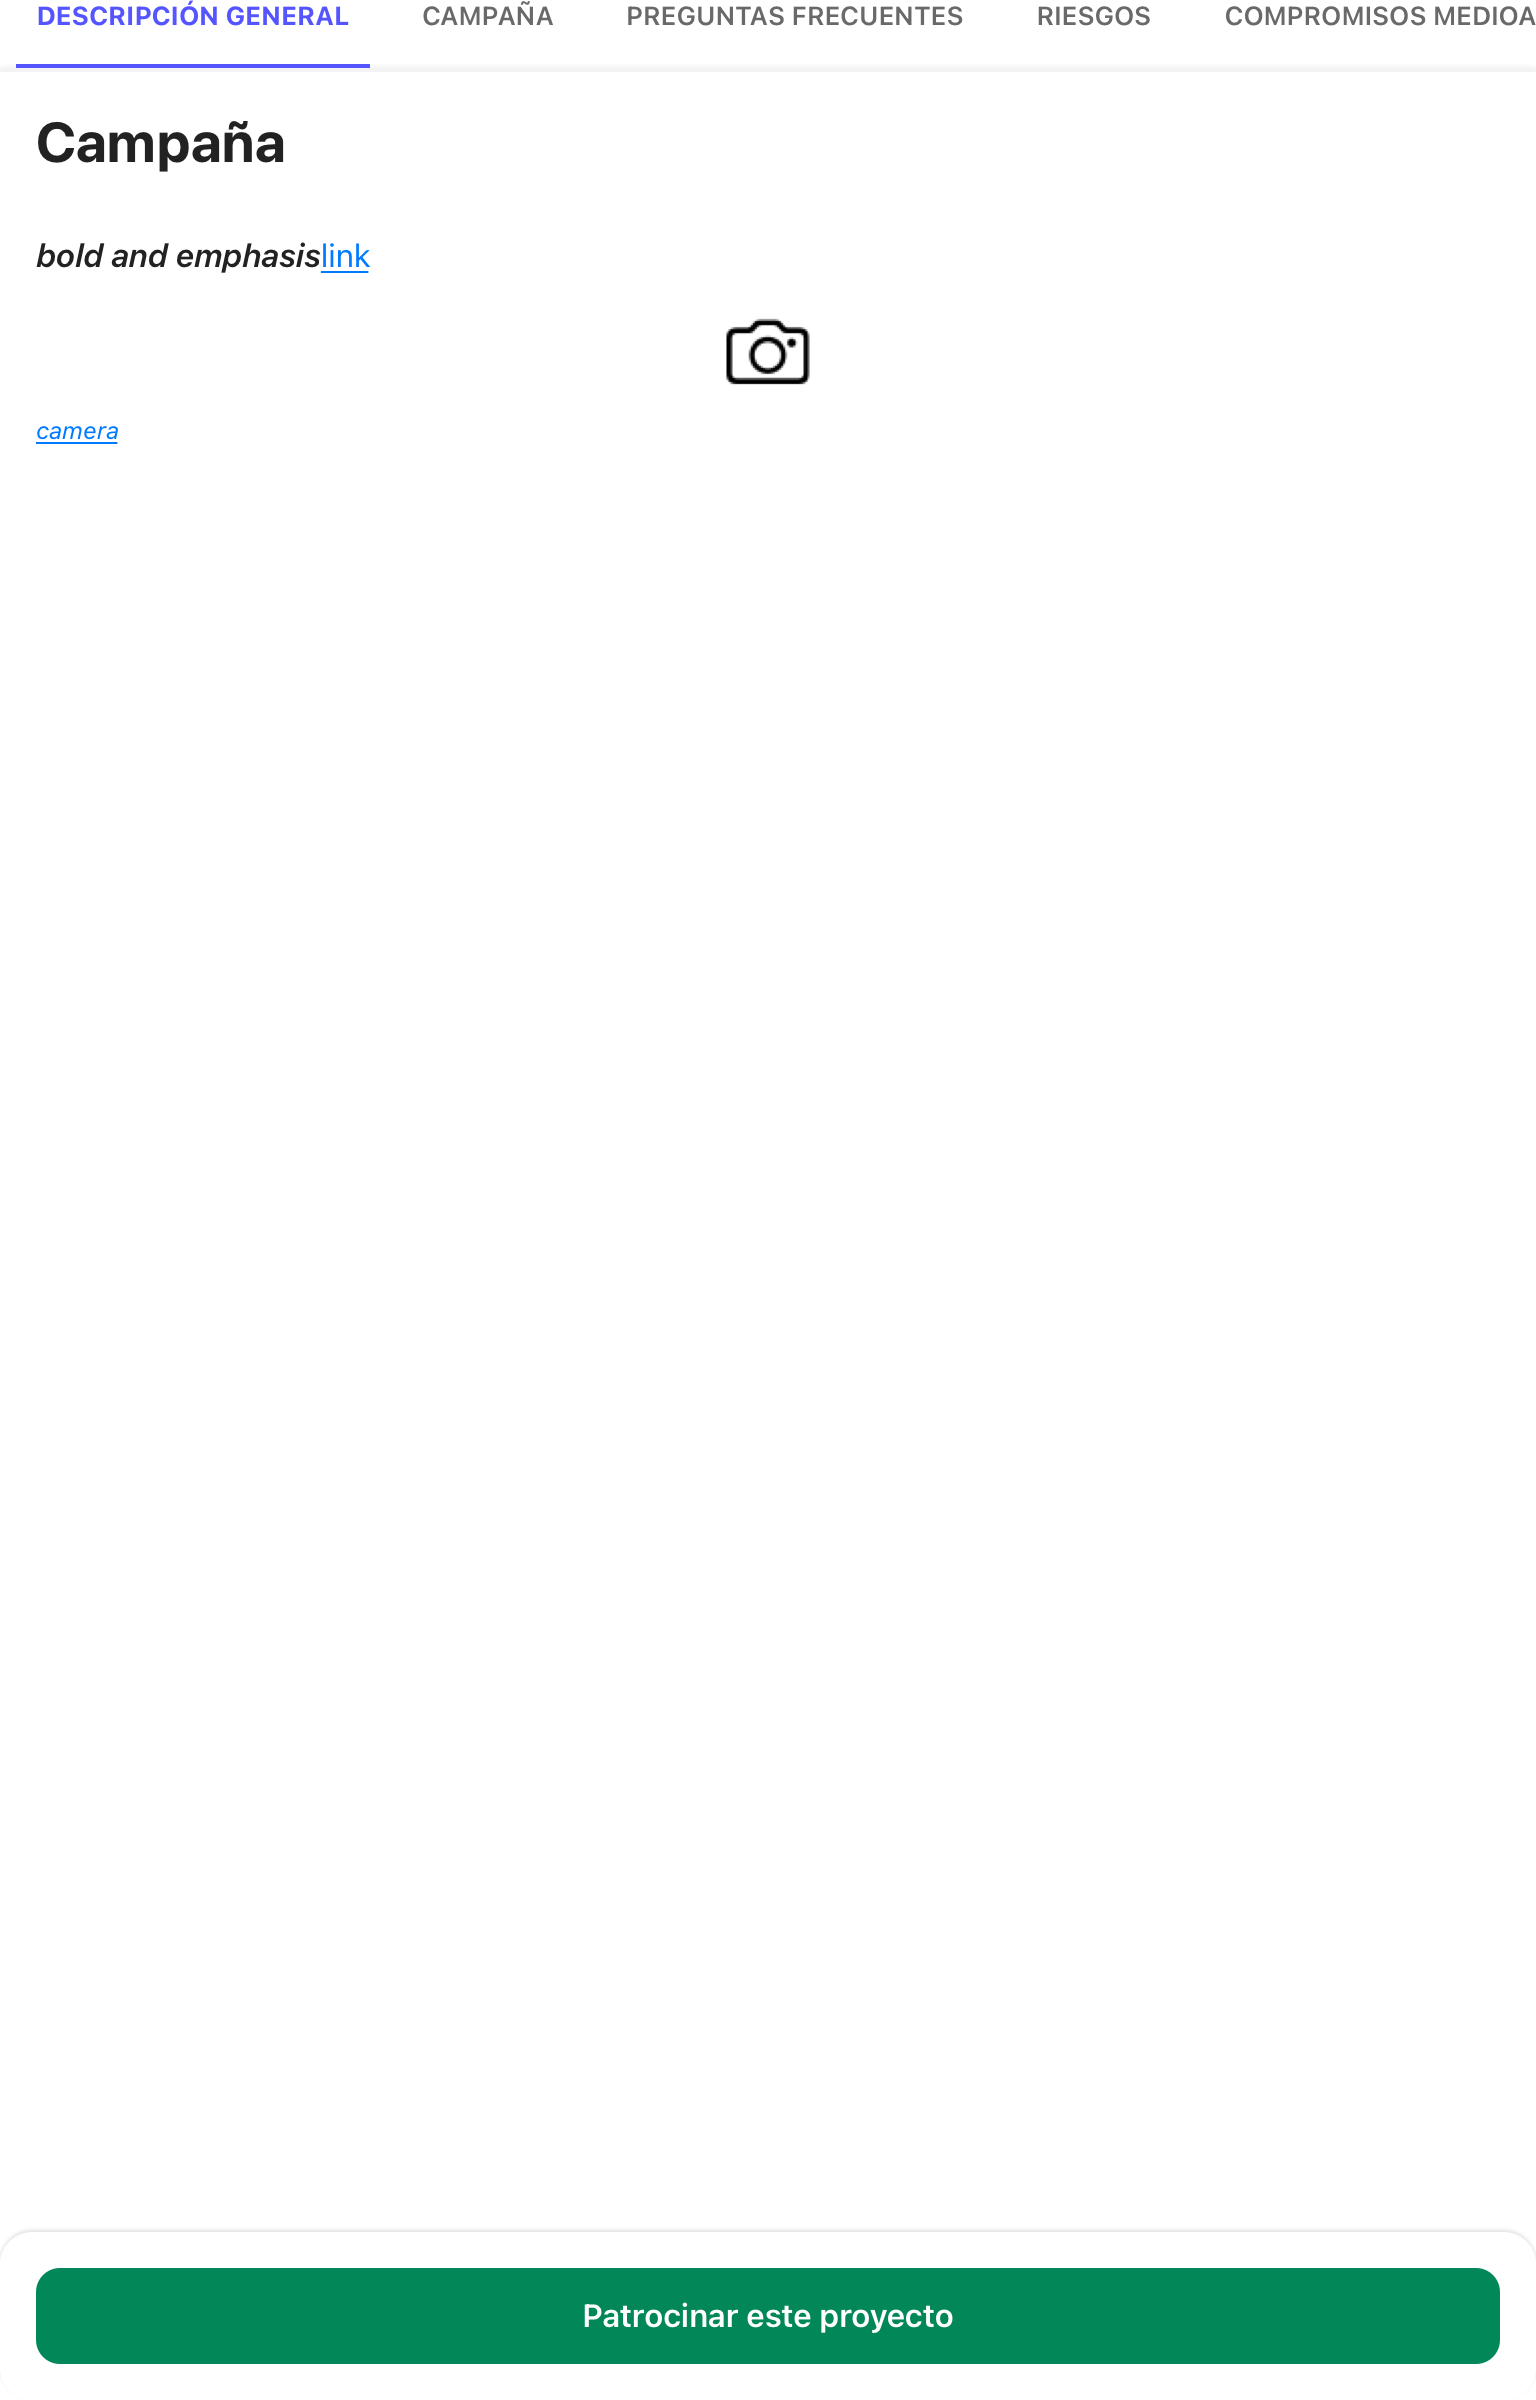 DESCRIPCIÓN GENERAL CAMPAÑA PREGUNTAS FRECUENTES RIESGOS COMPROMISOS MEDIOA
Campaña
bold and emphasislink
camera
Patrocinar este proyecto